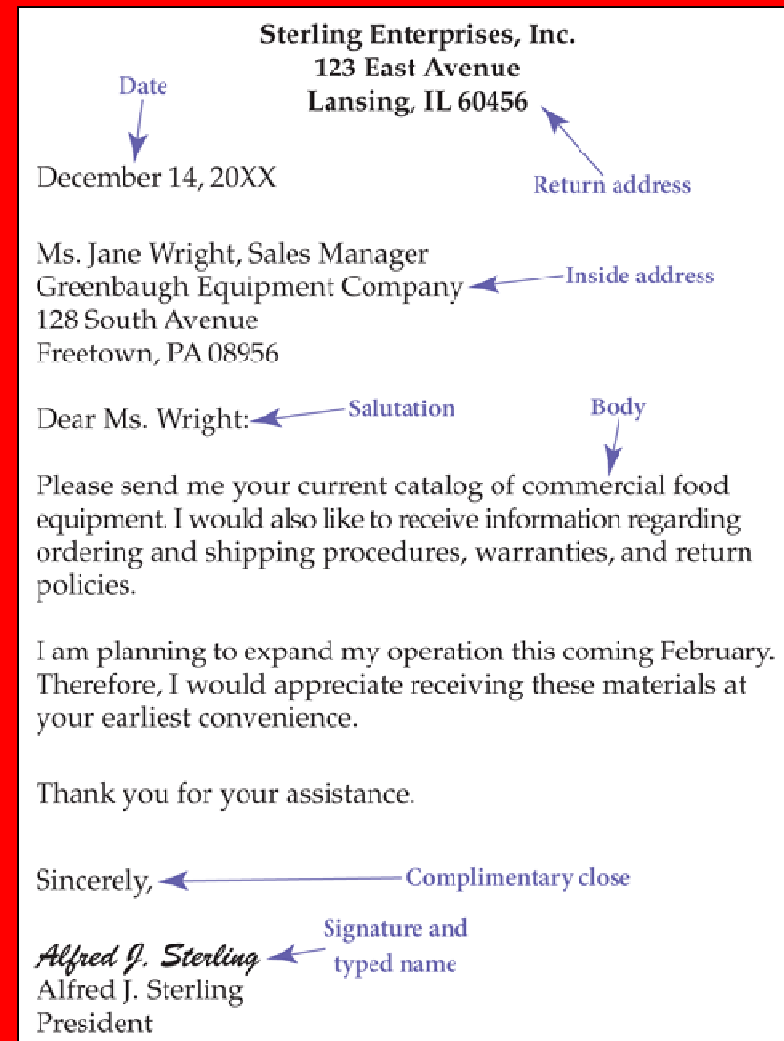 Sterling Enterprises, Inc.
123 East Avenue
Lansing, IL 60456
Date
Return address
December 14, 20XX
Ms. Jane Wright, Sales Manager
Greenbaugh Equipment Company
Inside address
128 South Avenue
Freetown, PA 08956
Dear Ms. Wright:
Salutation
Body
Please send me your current catalog of commercial food
equipment. I would also like to receive information regarding
ordering and shipping procedures, warranties, and return
policies.
I am planning to expand my operation this coming February.
Therefore, I would appreciate receiving these materials at
your earliest convenience.
Thank you for your assistance.
Sincerely,
Complimentary close
Alfred J. Sterling
Signature and
typed name
Alfred J. Sterling
President